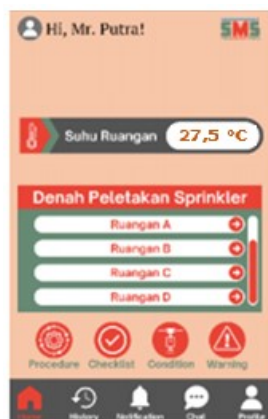 Hi, Mr. Putra!
SMS
Suhu Ruangan 27,5 °C
Denah Peletakan Sprinkler
Ruangan A
Ruangan B
Ruangan C
Ruangan D
Procedure Checklist Condition Warning
Home History Notification Chat Profile